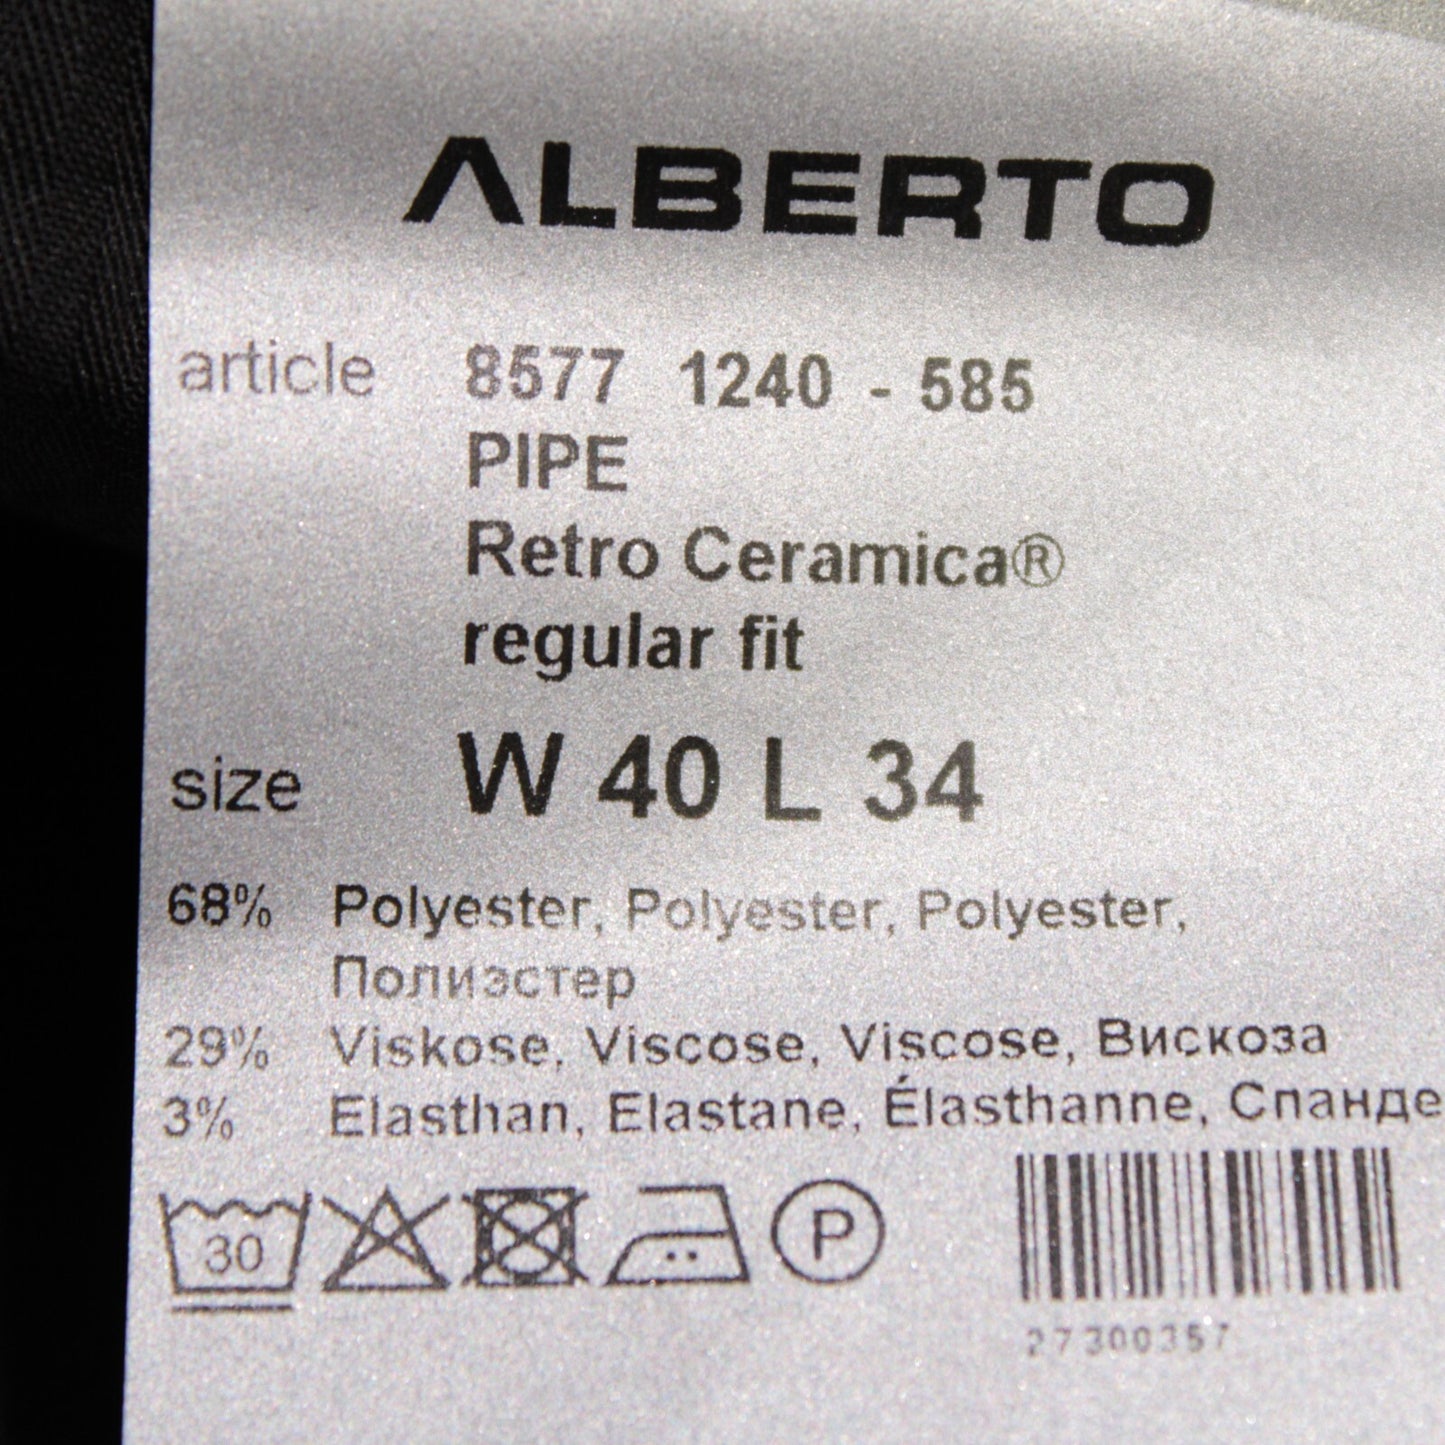 ALBERTO
article 8577 1240 - 585
PIPE
Retro Ceramica®
regular fit
size W 40 L 34
68% Polyester, Polyester, Polyester,
Полиэстер
29% Viskose, Viscose, Viscose, Вискоза
3% Elasthan, Elastane, Élasthanne, Спанде
30 P
27300357